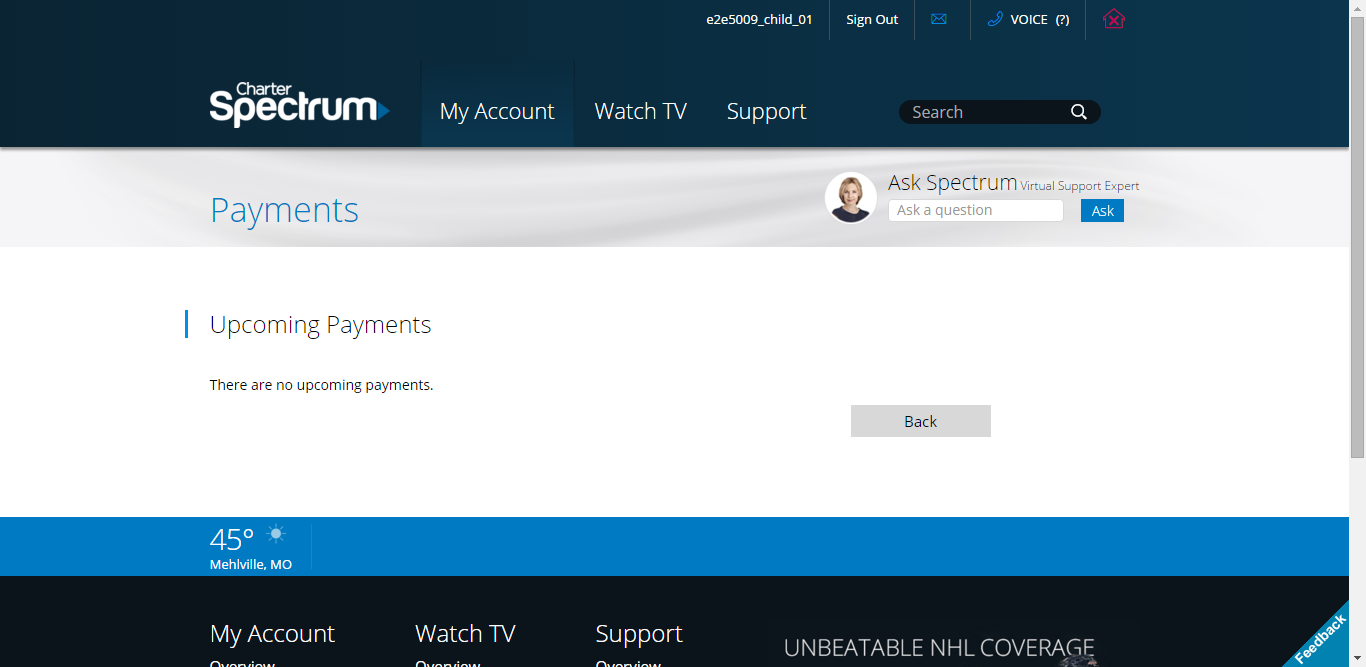 e2e5009_child_01 Sign Out VOICE (?)
Charter
Spectrum
My Account Watch TV Support Search
Payments
Ask Spectrum Virtual Support Expert
Ask a question Ask
Upcoming Payments
There are no upcoming payments.
Back
45°
Mehlville, MO
My Account Watch TV Support
UNBEATABLE NHL COVERAGE
Overview Overview Overview
Feedback